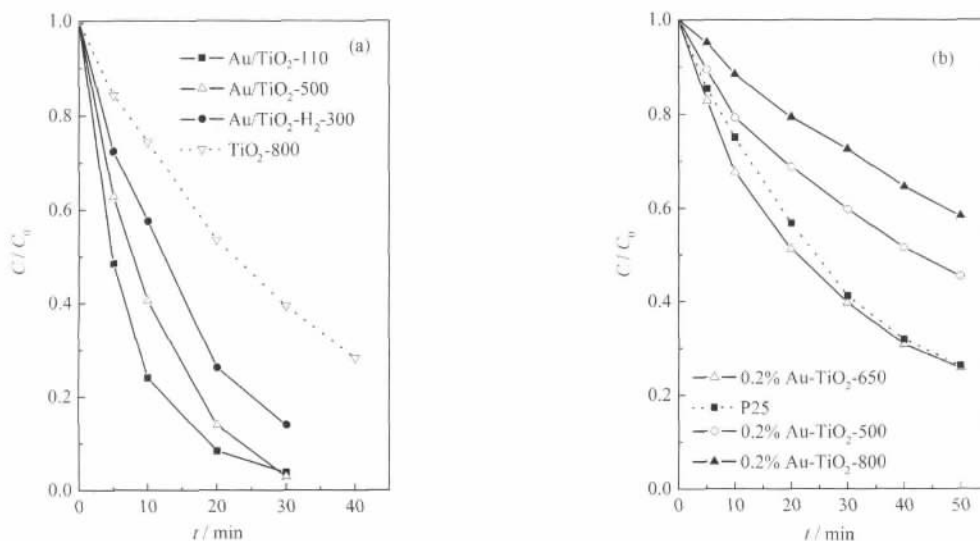 (a)
Au/TiO₂-110
Au/TiO₂-500
Au/TiO₂-H₂-300
TiO₂-800
1.0
0.8
0.6
0.4
0.2
0.0
C / C₀
0 10 20 30 40
t / min
(b)
1.0
0.8
0.6
0.4
0.2
0.0
C / C₀
0.2% Au-TiO₂-650
P25
0.2% Au-TiO₂-500
0.2% Au-TiO₂-800
0 10 20 30 40 50
t / min